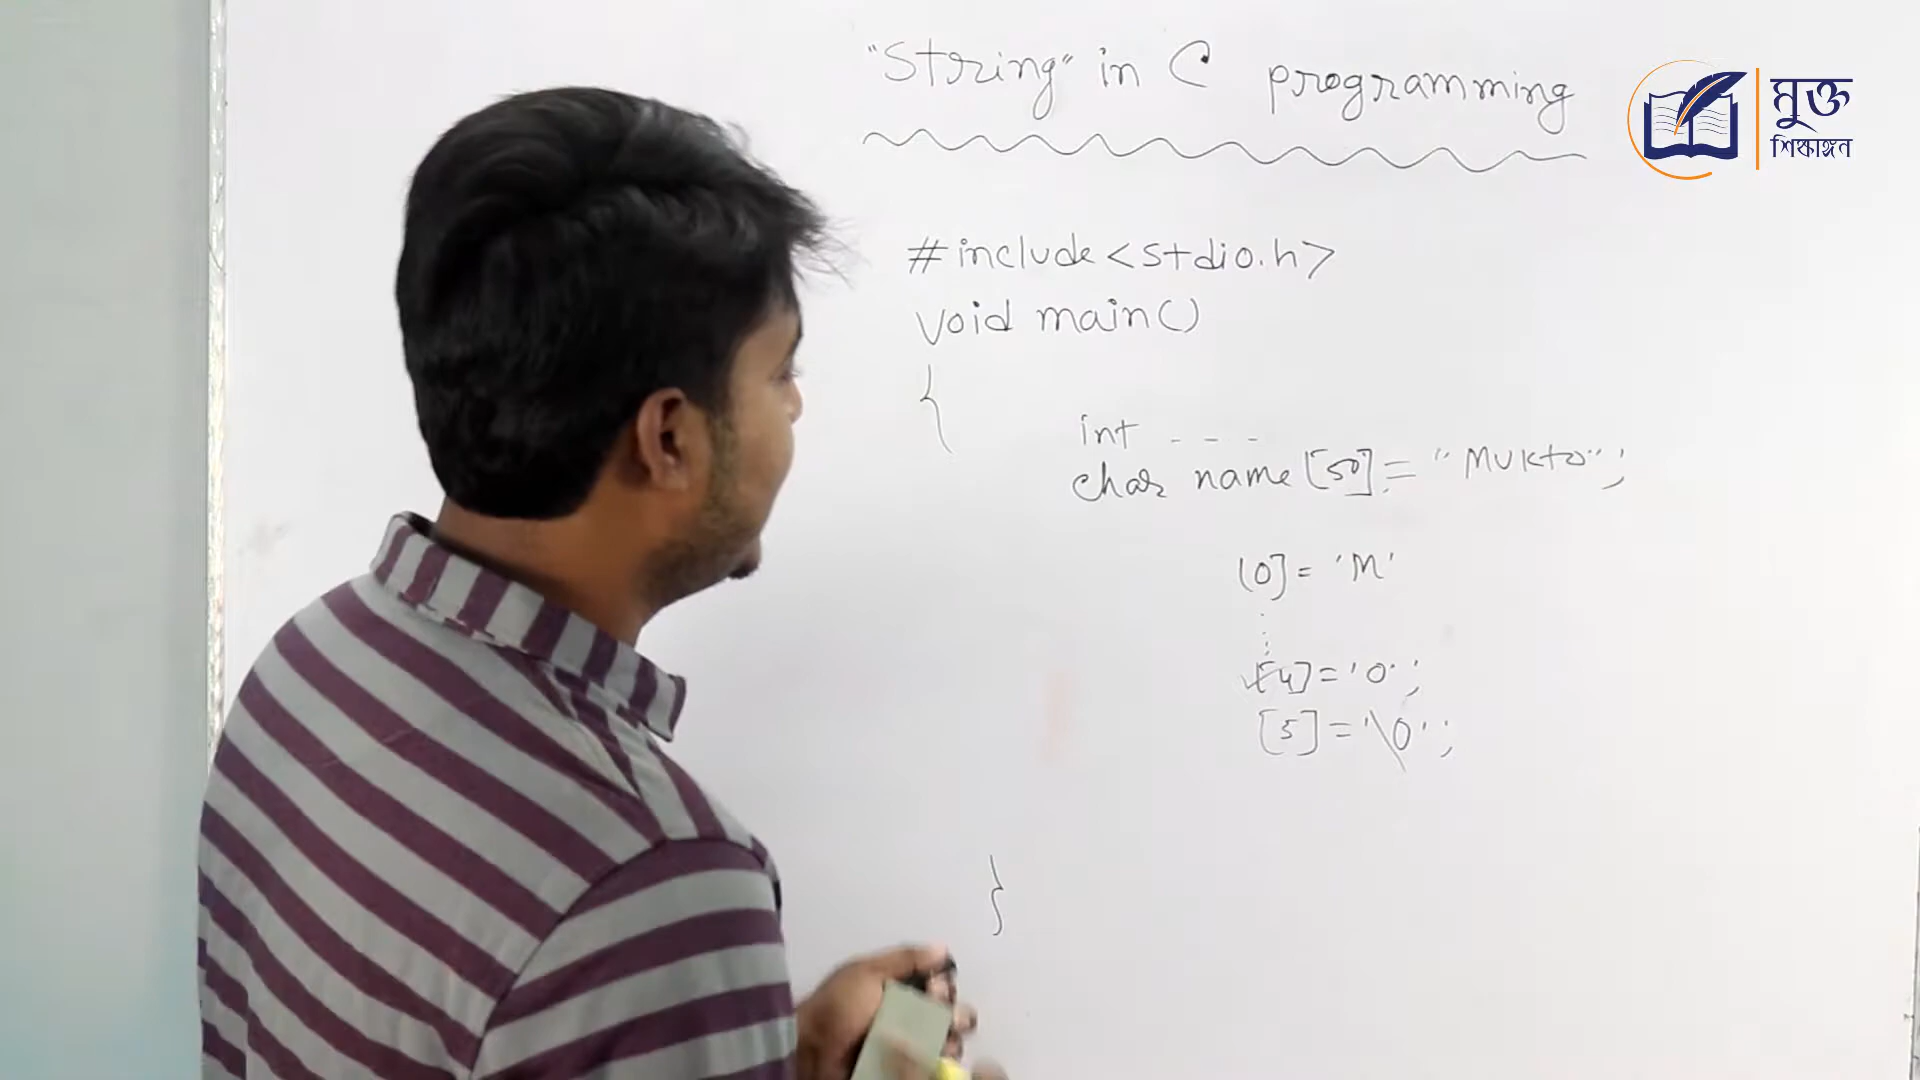 "String" in C programming
মুক্ত
শিক্ষাঙ্গন
#include<stdio.h>
void main()
{
int - - -
char name [50] = "Mukto";
[0] = 'M'
[4] = 'o';
[5] = '\0';
}